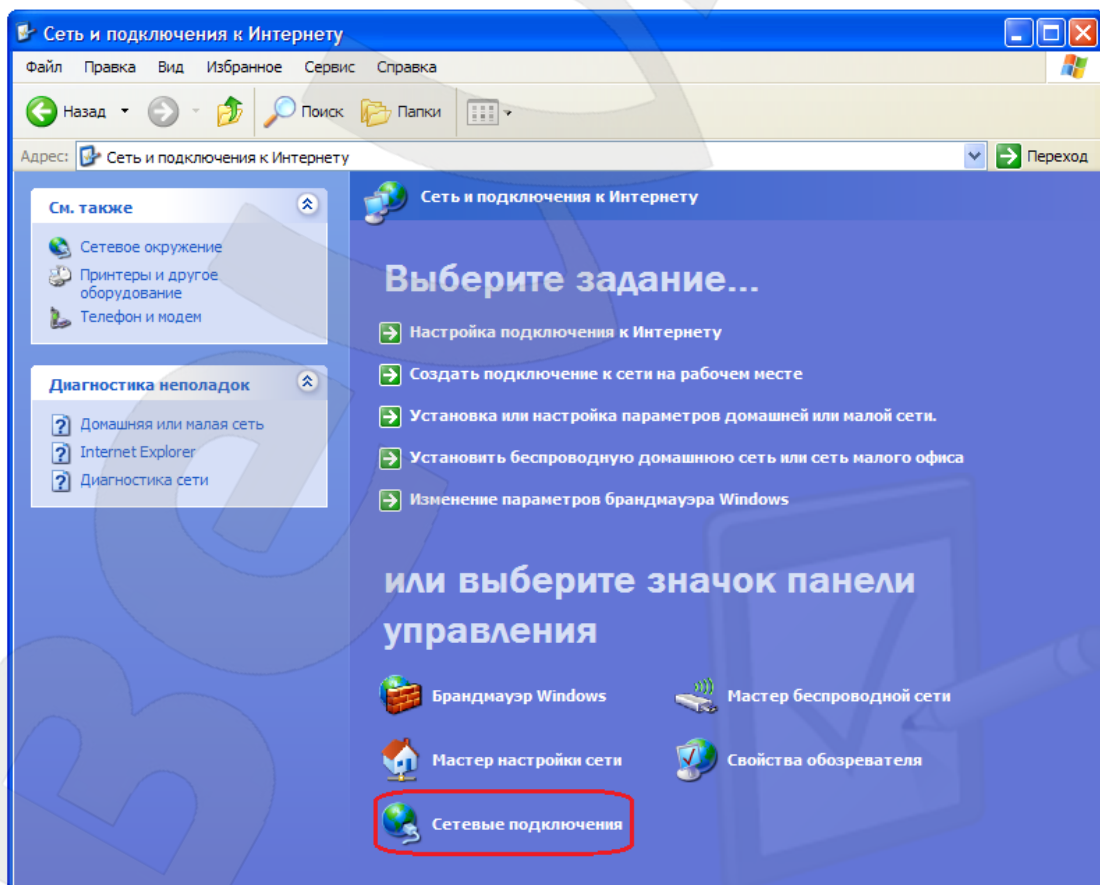 Сеть и подключения к Интернету
Файл Правка Вид Избранное Сервис Справка
Назад Поиск Папки
Адрес: Сеть и подключения к Интернету Переход
См. также
Сетевое окружение
Принтеры и другое
оборудование
Телефон и модем
Диагностика неполадок
Домашняя или малая сеть
Internet Explorer
Диагностика сети
Сеть и подключения к Интернету
Выберите задание...
Настройка подключения к Интернету
Создать подключение к сети на рабочем месте
Установка или настройка параметров домашней или малой сети.
Установить беспроводную домашнюю сеть или сеть малого офиса
Изменение параметров брандмауэра Windows
или выберите значок панели
управления
Брандмауэр Windows Мастер беспроводной сети
Мастер настройки сети Свойства обозревателя
Сетевые подключения